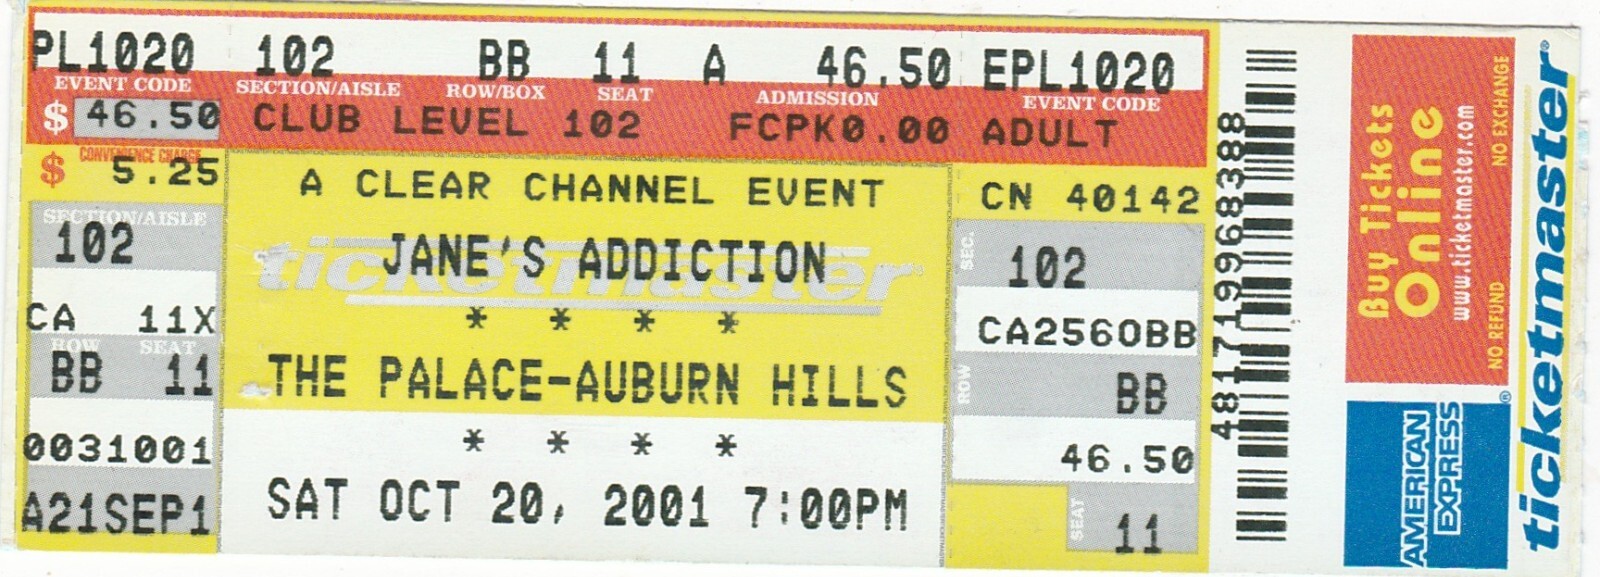 PL1020 102 BB 11 A 46.50 EPL1020
EVENT CODE SECTION/AISLE ROW/BOX SEAT ADMISSION EVENT CODE
$ 46.50 CLUB LEVEL 102 FCPK0.00 ADULT
CONVENIENCE CHARGE
$ 5.25
A CLEAR CHANNEL EVENT
CN 40142
SECTION/AISLE
102
JANE'S ADDICTION
ticketmaster
SEC.
102
CA 11X
* * * *
CA2560BB
ROW SEAT
BB 11
THE PALACE-AUBURN HILLS
ROW
BB
0031001
* * * *
46.50
A21SEP1
SAT OCT 20, 2001 7:00PM
SEAT
11
4817199683888
Buy Tickets
Online
www.ticketmaster.com
NO REFUND NO EXCHANGE
AMERICAN
EXPRESS®
ticketmaster®